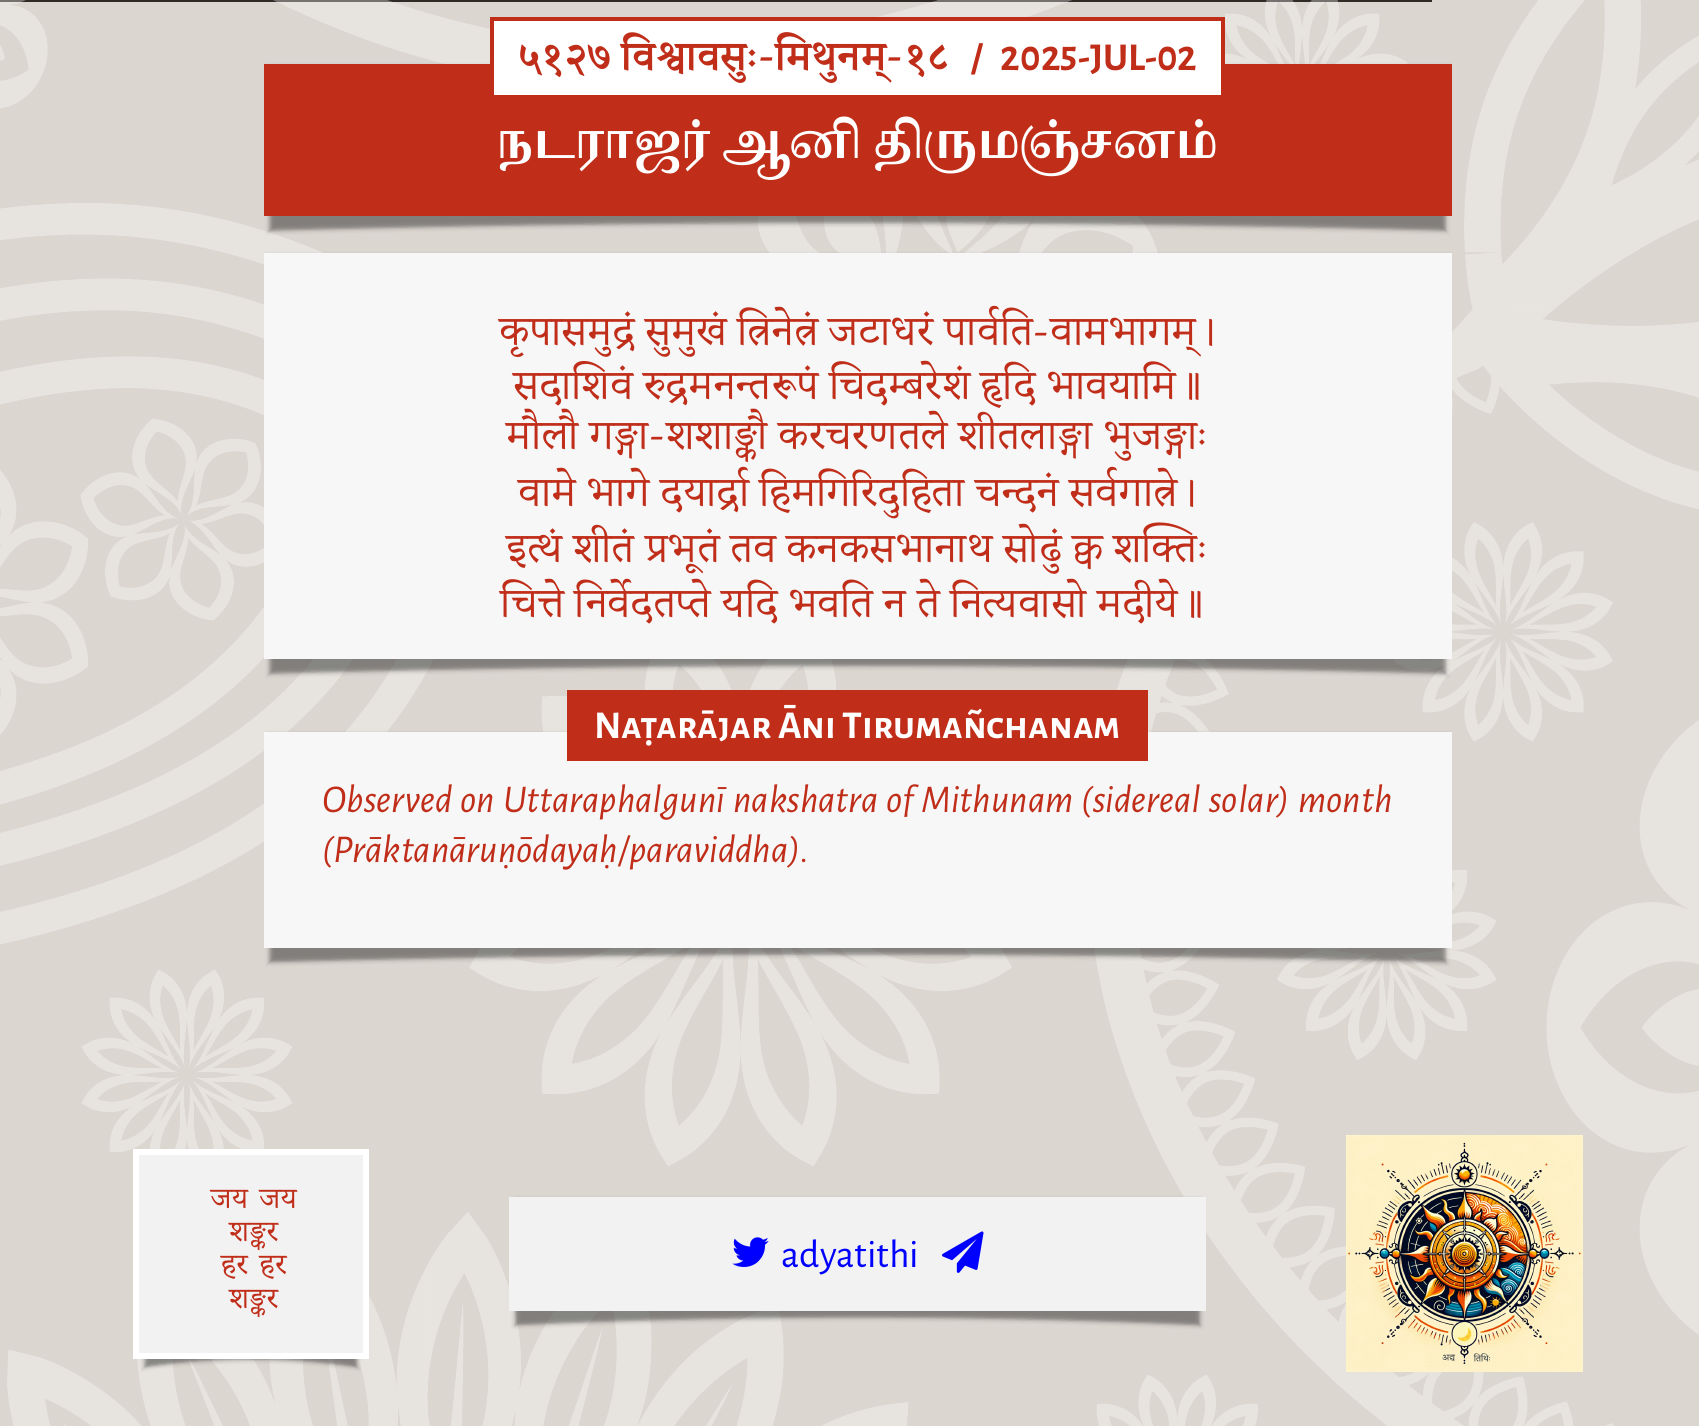 ५१२७ विश्वावसुः-मिथुनम्-१८ / 2025-JUL-02
நடராஜர் ஆனி திருமஞ்சனம்
कृपासमुद्रं सुमुखं त्रिनेत्रं जटाधरं पार्वति-वामभागम्।
सदाशिवं रुद्रमनन्तरूपं चिदम्बरेशं हृदि भावयामि॥
मौलौ गङ्गा-शशाङ्कौ करचरणतले शीतलाङ्गा भुजङ्गाः
वामे भागे दयार्द्रा हिमगिरिदुहिता चन्दनं सर्वगात्रे।
इत्थं शीतं प्रभूतं तव कनकसभानाथ सोढुं क्व शक्तिः
चित्ते निर्वेदतप्ते यदि भवति न ते नित्यवासो मदीये॥
Naṭarājar Āni Tirumañchanam
Observed on Uttaraphalgunī nakshatra of Mithunam (sidereal solar) month
(Prāktanāruṇōdayaḥ/paraviddha).
जय जय
शङ्कर
हर हर
शङ्कर
adyatithi
अद्य तिथिः